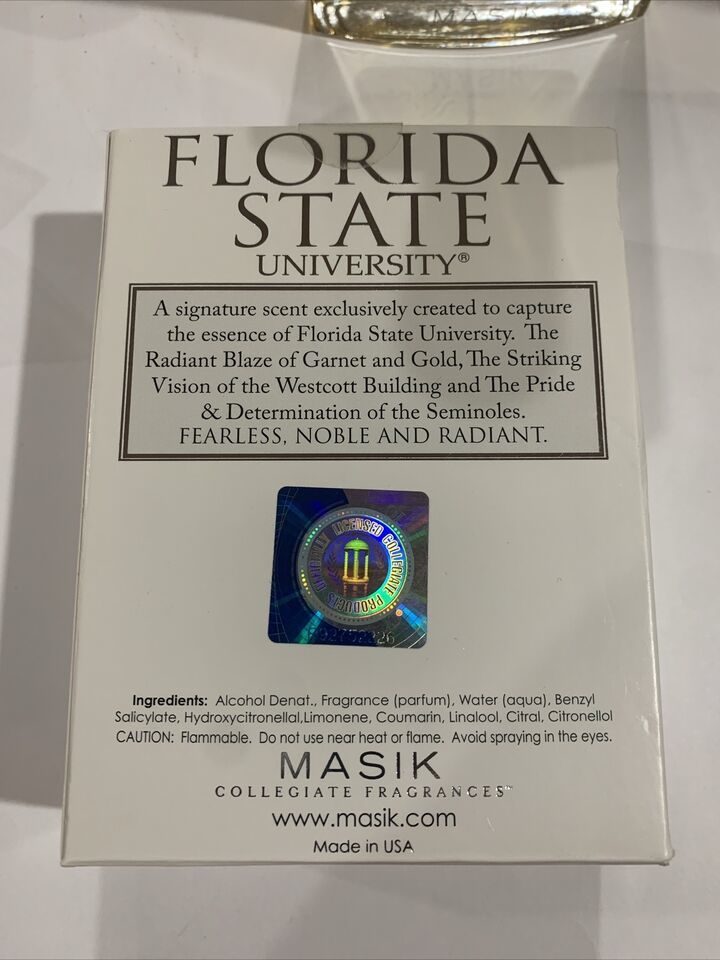 MASIK
FLORIDA
STATE
UNIVERSITY®
A signature scent exclusively created to capture
the essence of Florida State University. The
Radiant Blaze of Garnet and Gold, The Striking
Vision of the Westcott Building and The Pride
& Determination of the Seminoles.
FEARLESS, NOBLE AND RADIANT.
OFFICIALLY LICENSED COLLEGIATE PRODUCTS
Ingredients: Alcohol Denat., Fragrance (parfum), Water (aqua), Benzyl
Salicylate, Hydroxycitronellal,Limonene, Coumarin, Linalool, Citral, Citronellol
CAUTION: Flammable. Do not use near heat or flame. Avoid spraying in the eyes.
MASIK
COLLEGIATE FRAGRANCES™
www.masik.com
Made in USA